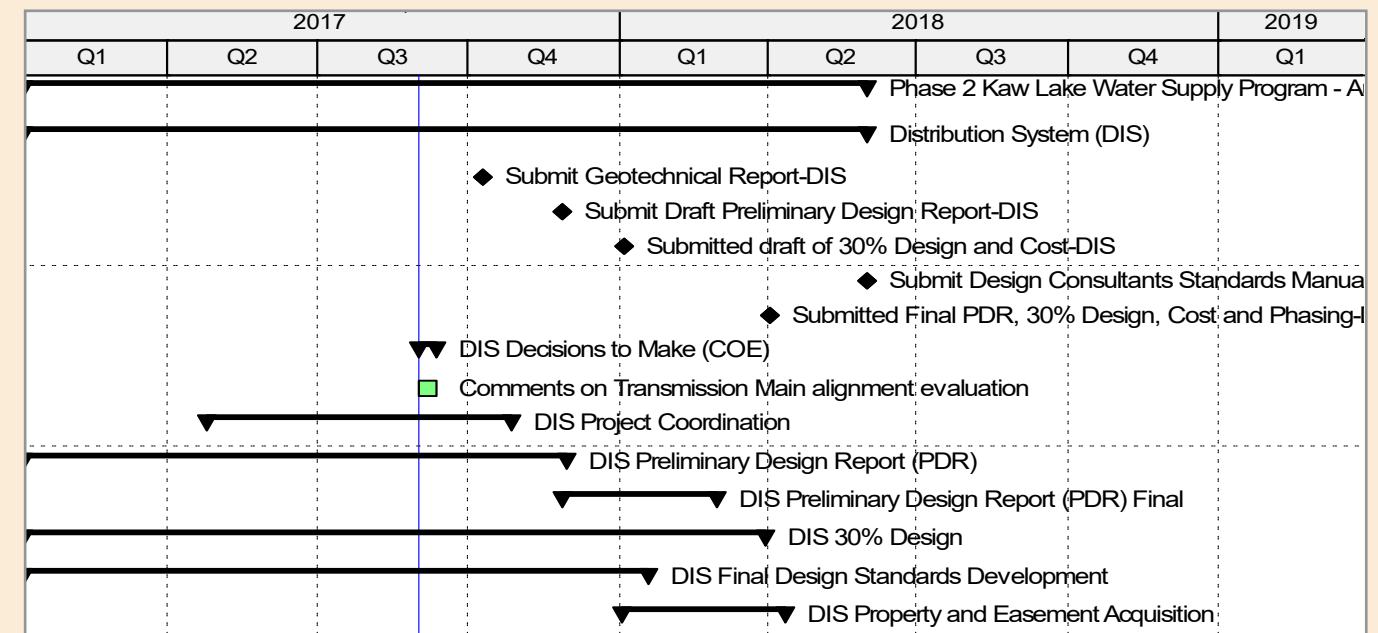 2017 2018 2019
Q1 Q2 Q3 Q4 Q1 Q2 Q3 Q4 Q1
Phase 2 Kaw Lake Water Supply Program - A
Distribution System (DIS)
Submit Geotechnical Report-DIS
Submit Draft Preliminary Design Report-DIS
Submitted draft of 30% Design and Cost-DIS
Submit Design Consultants Standards Manua
Submitted Final PDR, 30% Design, Cost and Phasing-
DIS Decisions to Make (COE)
Comments on Transmission Main alignment evaluation
DIS Project Coordination
DIS Preliminary Design Report (PDR)
DIS Preliminary Design Report (PDR) Final
DIS 30% Design
DIS Final Design Standards Development
DIS Property and Easement Acquisition